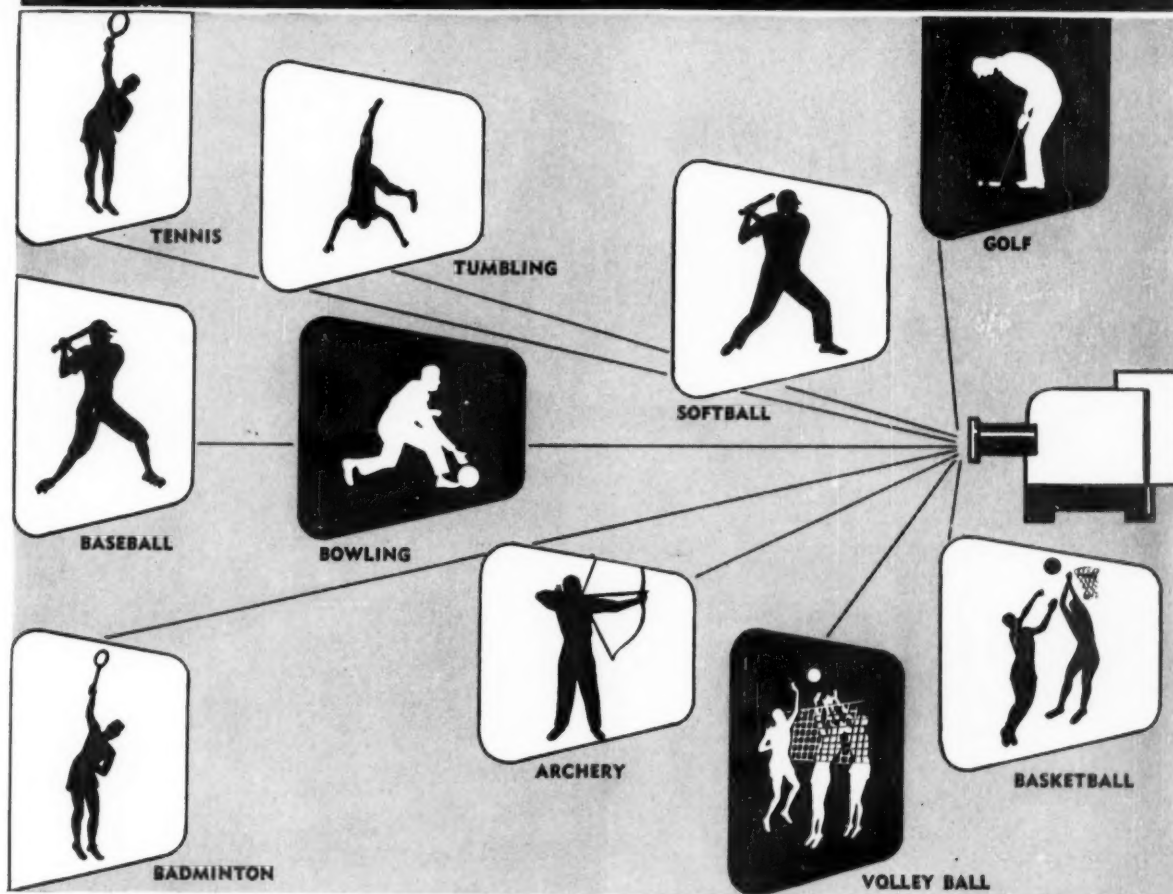 TENNIS
TUMBLING
GOLF
SOFTBALL
BASEBALL
BOWLING
ARCHERY
BASKETBALL
BADMINTON
VOLLEY BALL